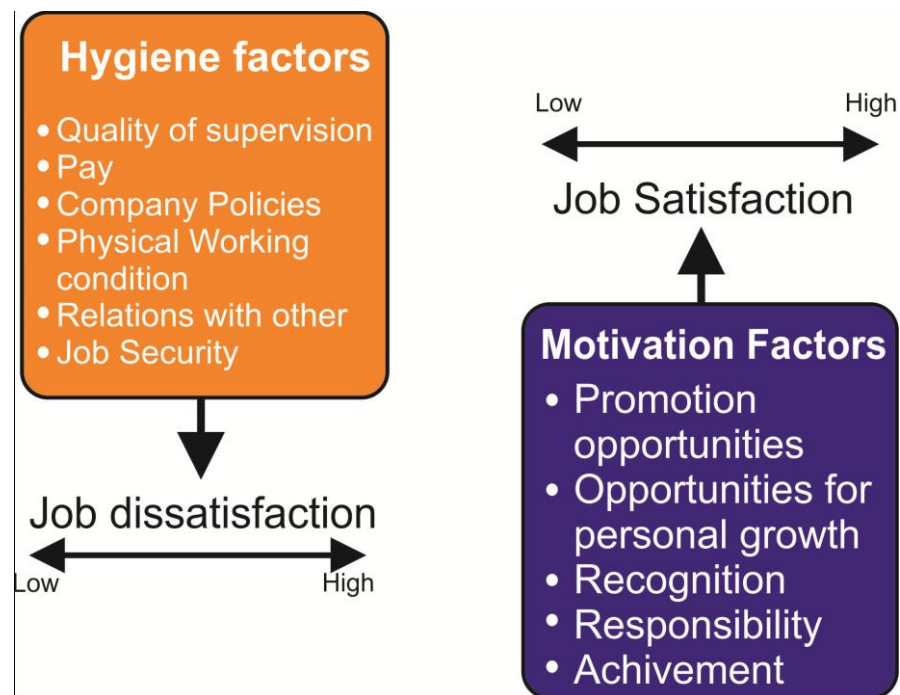 Hygiene factors
• Quality of supervision
• Pay
• Company Policies
• Physical Working
condition
• Relations with other
• Job Security
Job dissatisfaction
Low High
Low High
Job Satisfaction
Motivation Factors
• Promotion
opportunities
• Opportunities for
personal growth
• Recognition
• Responsibility
• Achivement